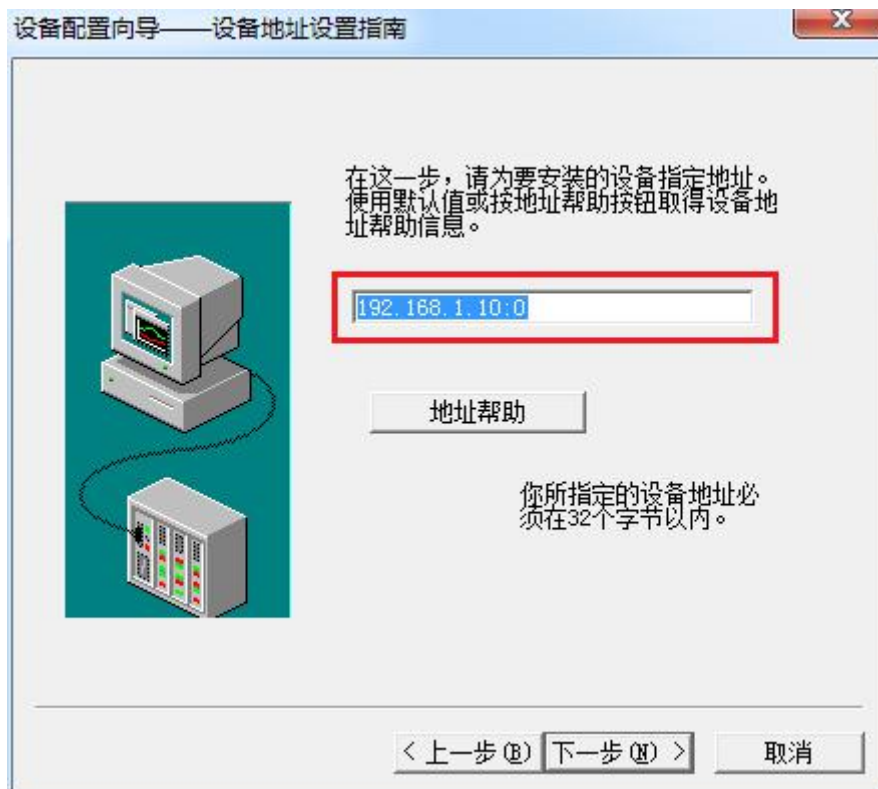 设备配置向导——设备地址设置指南
在这一步，请为要安装的设备指定地址。
使用默认值或按地址帮助按钮取得设备地
址帮助信息。
192.168.1.10:0
地址帮助
你所指定的设备地址必
须在32个字节以内。
< 上一步(B)
下一步(N) >
取消